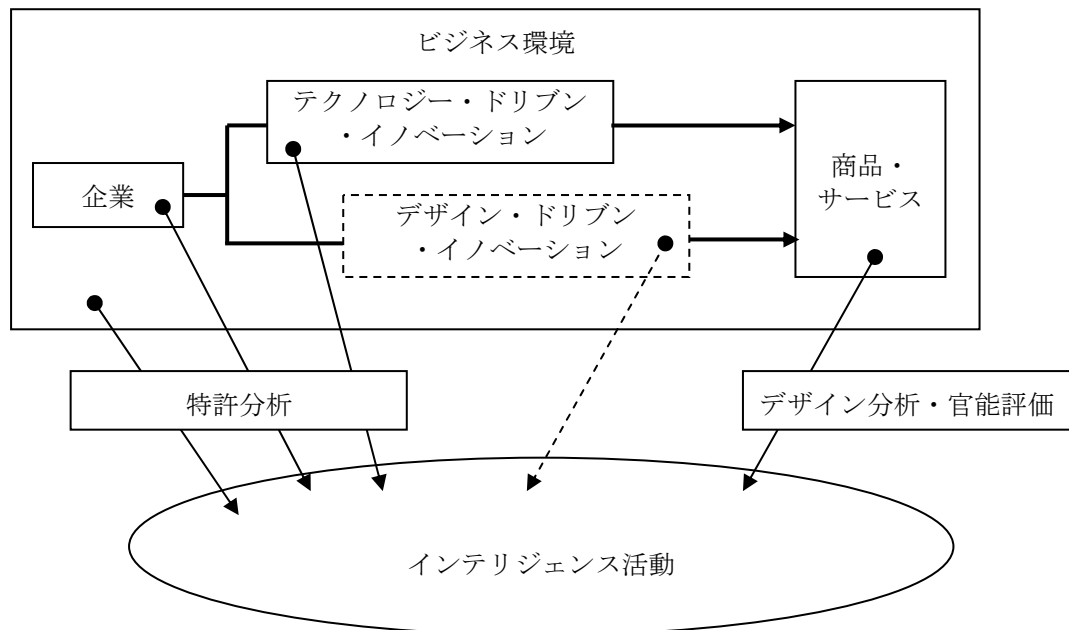 ビジネス環境
テクノロジー・ドリブン
・イノベーション
企業
デザイン・ドリブン
・イノベーション
商品・
サービス
特許分析
デザイン分析・官能評価
インテリジェンス活動